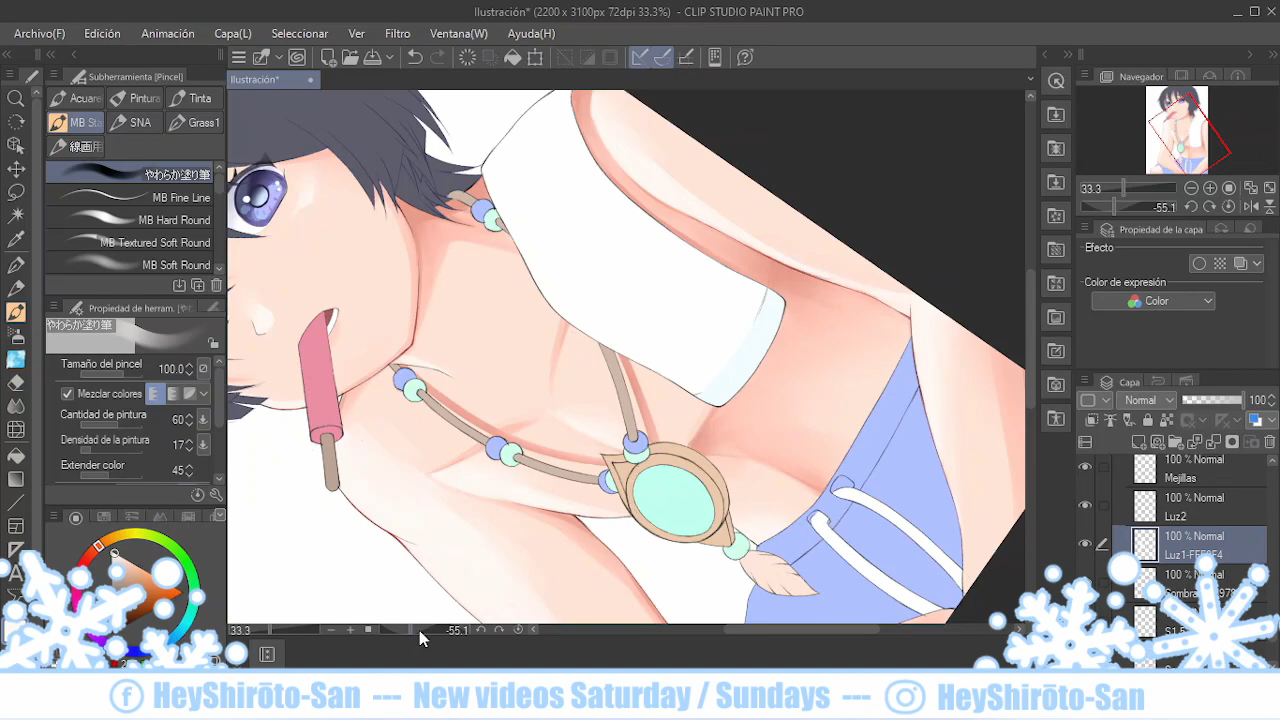 Ilustración* (2200 x 3100px 72dpi 33.3%) - CLIP STUDIO PAINT PRO
Archivo(F) Edición Animación Capa(L) Seleccionar Ver Filtro Ventana(W) Ayuda(H)
Subherramienta [Pincel]
Acuare Pintura Tinta
MB Sta SNA Grass1
線画用
やわらか塗り筆
MB Fine Line
MB Hard Round
MB Textured Soft Round
MB Soft Round
Propiedad de herram.
やわらか塗り筆
Tamaño del pincel 100.0
Mezclar colores
Cantidad de pintura 60
Densidad de la pintura 17
Extender color 45
Ilustración*
33.3 -55.1
Navegador
33.3
-55.1
Propiedad de la capa
Efecto
Color de expresión
Color
Capa
Normal 100
100 % Normal
Mejillas
100 % Normal
Luz2
100 % Normal
100 % Normal
HeyShirōto-San --- New videos Saturday / Sundays --- HeyShirōto-San